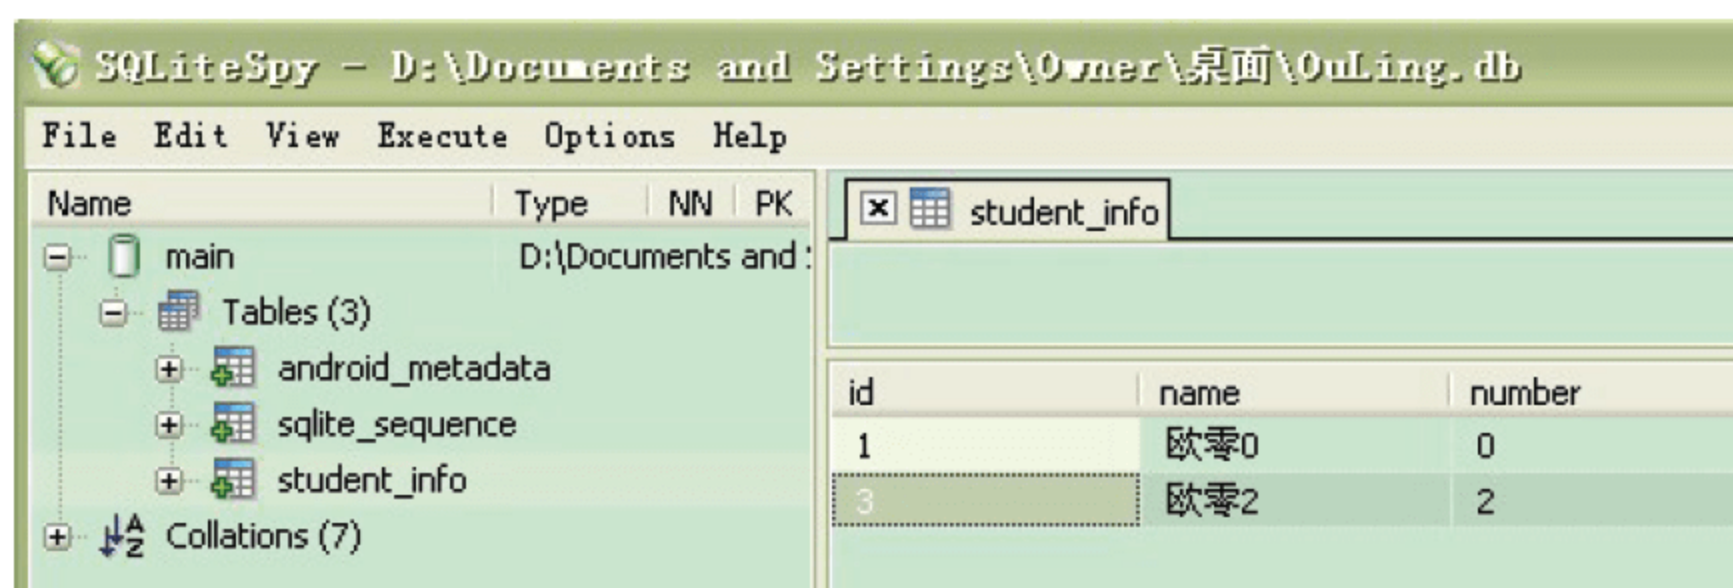 SQLiteSpy - D:\Documents and Settings\Owner\桌面\OuLing.db
File Edit View Execute Options Help
Name Type NN PK
main D:\Documents and
Tables (3)
android_metadata
sqlite_sequence
student_info
Collations (7)
student_info
id name number
1 欧零0 0
3 欧零2 2